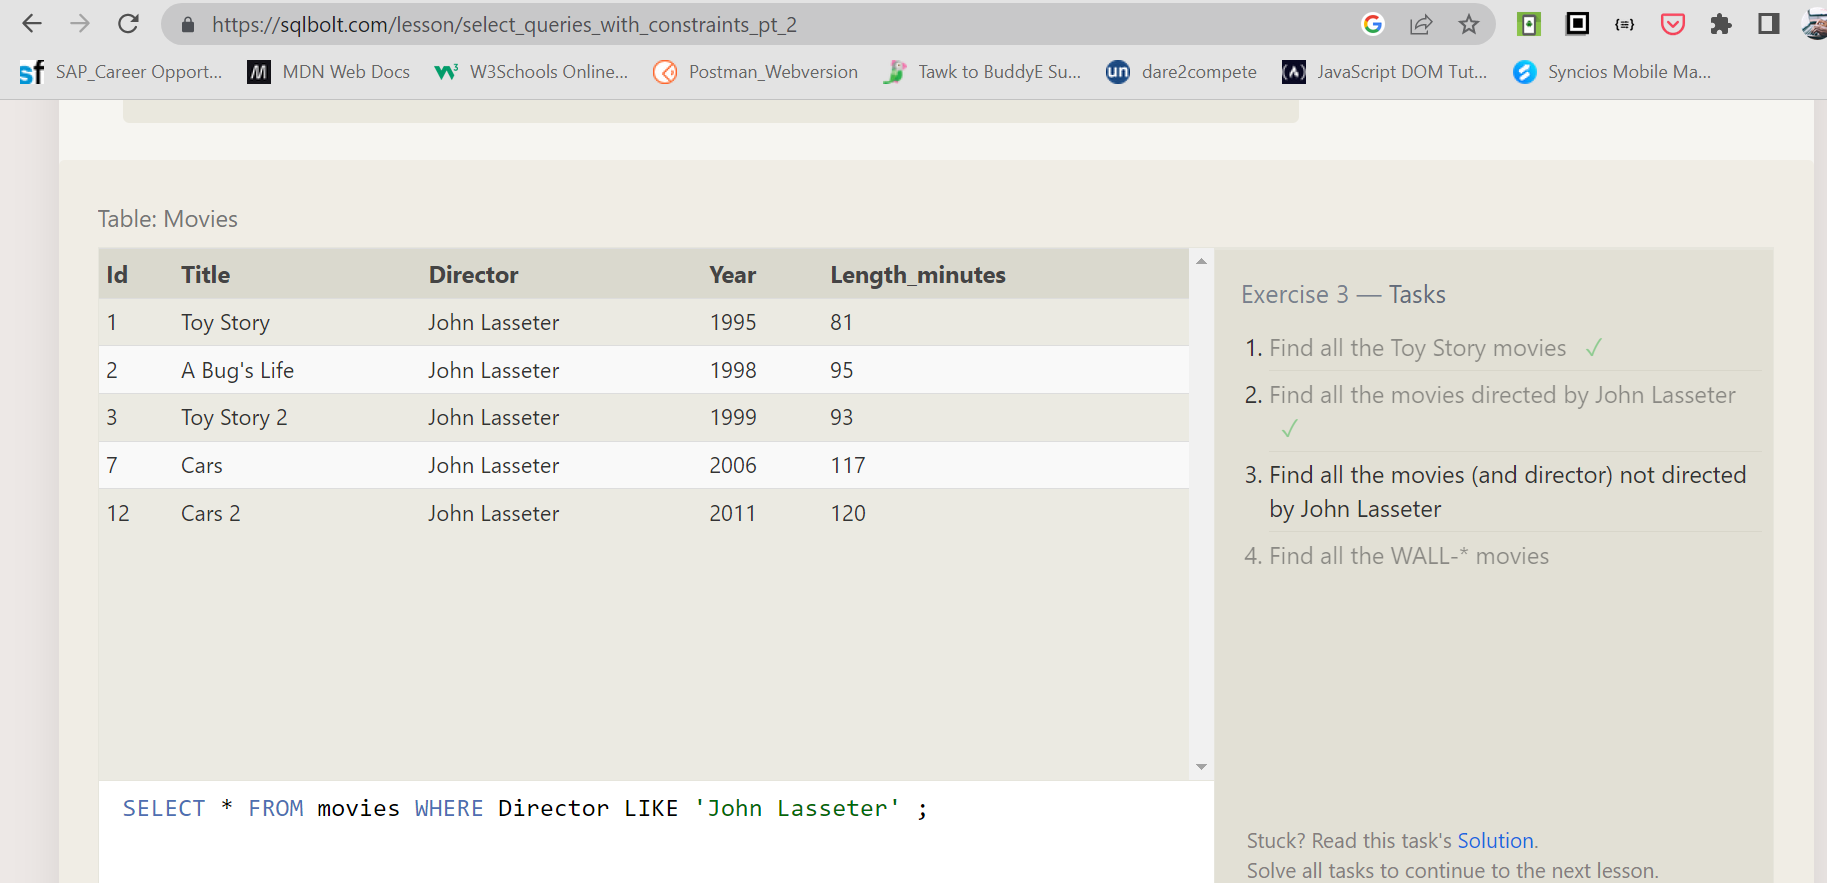 https://sqlbolt.com/lesson/select_queries_with_constraints_pt_2
SAP_Career Opport... MDN Web Docs W3Schools Online... Postman_Webversion Tawk to BuddyE Su... un dare2compete JavaScript DOM Tut... Syncios Mobile Ma...
Table: Movies
Id Title Director Year Length_minutes
1 Toy Story John Lasseter 1995 81
2 A Bug's Life John Lasseter 1998 95
3 Toy Story 2 John Lasseter 1999 93
7 Cars John Lasseter 2006 117
12 Cars 2 John Lasseter 2011 120
SELECT * FROM movies WHERE Director LIKE 'John Lasseter' ;
Exercise 3 — Tasks
1. Find all the Toy Story movies ✓
2. Find all the movies directed by John Lasseter
✓
3. Find all the movies (and director) not directed
by John Lasseter
4. Find all the WALL-* movies
Stuck? Read this task's Solution.
Solve all tasks to continue to the next lesson.